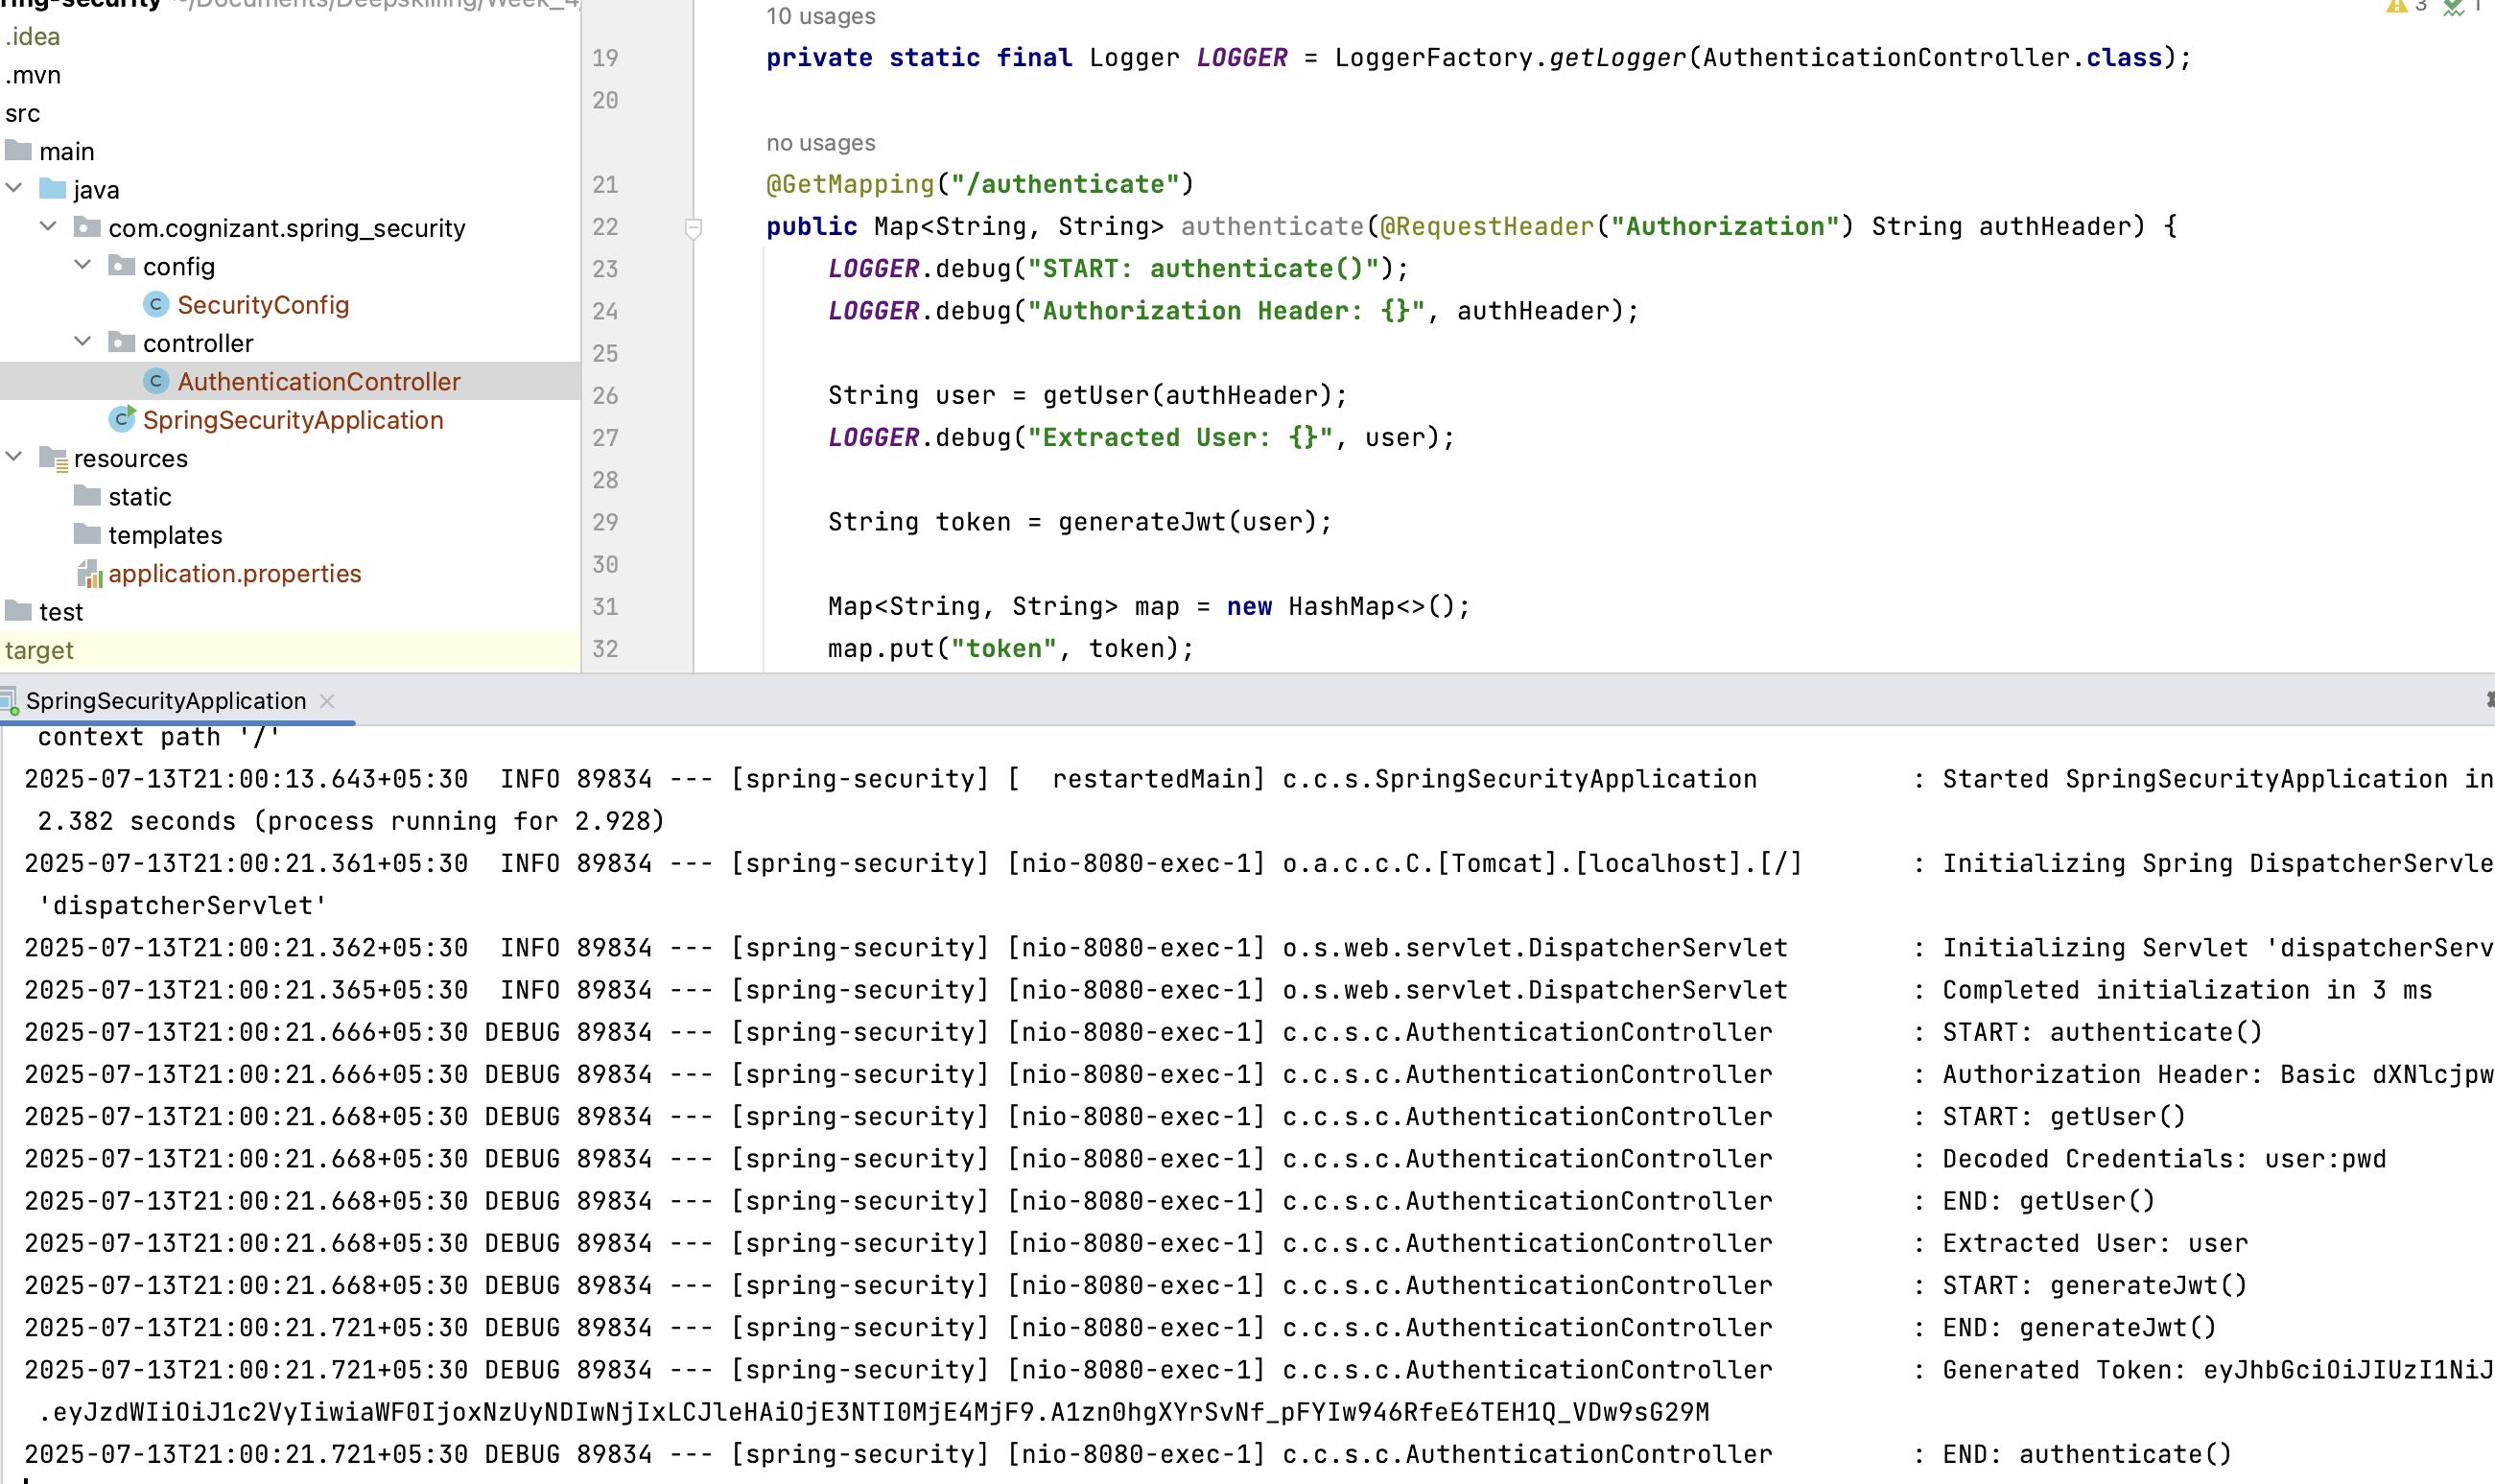 .idea
.mvn
src
main
java
com.cognizant.spring_security
config
SecurityConfig
controller
AuthenticationController
SpringSecurityApplication
resources
static
templates
application.properties
test
target
3
1
10 usages
19 private static final Logger LOGGER = LoggerFactory.getLogger(AuthenticationController.class);
20
no usages
21 @GetMapping("/authenticate")
22 public Map<String, String> authenticate(@RequestHeader("Authorization") String authHeader) {
23 LOGGER.debug("START: authenticate()");
24 LOGGER.debug("Authorization Header: {}", authHeader);
25
26 String user = getUser(authHeader);
27 LOGGER.debug("Extracted User: {}", user);
28
29 String token = generateJwt(user);
30
31 Map<String, String> map = new HashMap<>();
32 map.put("token", token);
SpringSecurityApplication
context path '/'
2025-07-13T21:00:13.643+05:30  INFO 89834 --- [spring-security] [  restartedMain] c.c.s.SpringSecurityApplication : Started SpringSecurityApplication in
2.382 seconds (process running for 2.928)
2025-07-13T21:00:21.361+05:30  INFO 89834 --- [spring-security] [nio-8080-exec-1] o.a.c.c.C.[Tomcat].[localhost].[/] : Initializing Spring DispatcherServle
'dispatcherServlet'
2025-07-13T21:00:21.362+05:30  INFO 89834 --- [spring-security] [nio-8080-exec-1] o.s.web.servlet.DispatcherServlet : Initializing Servlet 'dispatcherServ
2025-07-13T21:00:21.365+05:30  INFO 89834 --- [spring-security] [nio-8080-exec-1] o.s.web.servlet.DispatcherServlet : Completed initialization in 3 ms
2025-07-13T21:00:21.666+05:30 DEBUG 89834 --- [spring-security] [nio-8080-exec-1] c.c.s.c.AuthenticationController : START: authenticate()
2025-07-13T21:00:21.666+05:30 DEBUG 89834 --- [spring-security] [nio-8080-exec-1] c.c.s.c.AuthenticationController : Authorization Header: Basic dXNlcjpw
2025-07-13T21:00:21.668+05:30 DEBUG 89834 --- [spring-security] [nio-8080-exec-1] c.c.s.c.AuthenticationController : START: getUser()
2025-07-13T21:00:21.668+05:30 DEBUG 89834 --- [spring-security] [nio-8080-exec-1] c.c.s.c.AuthenticationController : Decoded Credentials: user:pwd
2025-07-13T21:00:21.668+05:30 DEBUG 89834 --- [spring-security] [nio-8080-exec-1] c.c.s.c.AuthenticationController : END: getUser()
2025-07-13T21:00:21.668+05:30 DEBUG 89834 --- [spring-security] [nio-8080-exec-1] c.c.s.c.AuthenticationController : Extracted User: user
2025-07-13T21:00:21.668+05:30 DEBUG 89834 --- [spring-security] [nio-8080-exec-1] c.c.s.c.AuthenticationController : START: generateJwt()
2025-07-13T21:00:21.721+05:30 DEBUG 89834 --- [spring-security] [nio-8080-exec-1] c.c.s.c.AuthenticationController : END: generateJwt()
2025-07-13T21:00:21.721+05:30 DEBUG 89834 --- [spring-security] [nio-8080-exec-1] c.c.s.c.AuthenticationController : Generated Token: eyJhbGciOiJIUzI1NiJ
.eyJzdWIiOiJ1c2VyIiwiaWF0IjoxNzUyNDIwNjIxLCJleHAiOjE3NTI0MjE4MjF9.A1zn0hgXYrSvNf_pFYIw946RfeE6TEH1Q_VDw9sG29M
2025-07-13T21:00:21.721+05:30 DEBUG 89834 --- [spring-security] [nio-8080-exec-1] c.c.s.c.AuthenticationController : END: authenticate()